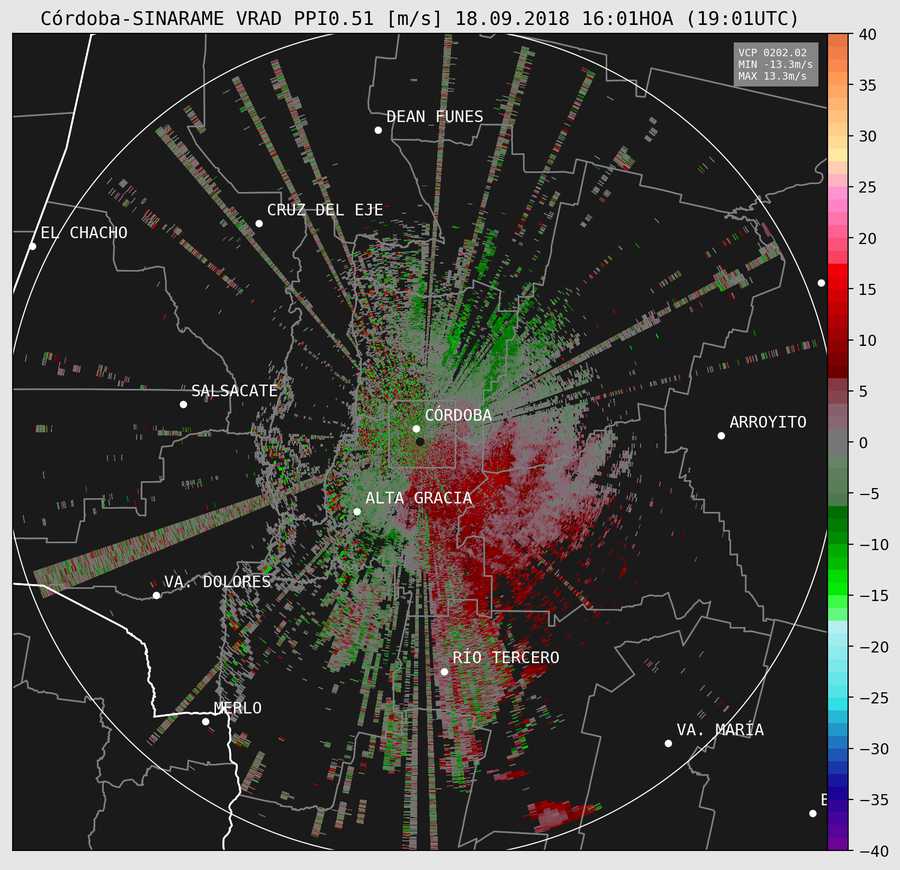 Córdoba-SINARAME VRAD PPI0.51 [m/s] 18.09.2018 16:01HOA (19:01UTC)
VCP 0202.02
MIN -13.3m/s
MAX 13.3m/s
DEAN FUNES
CRUZ DEL EJE
EL CHACHO
SALSACATE
CÓRDOBA
ARROYITO
ALTA GRACIA
VA. DOLORES
RÍO TERCERO
MERLO
VA. MARÍA
40
35
30
25
20
15
10
5
0
−5
−10
−15
−20
−25
−30
−35
−40